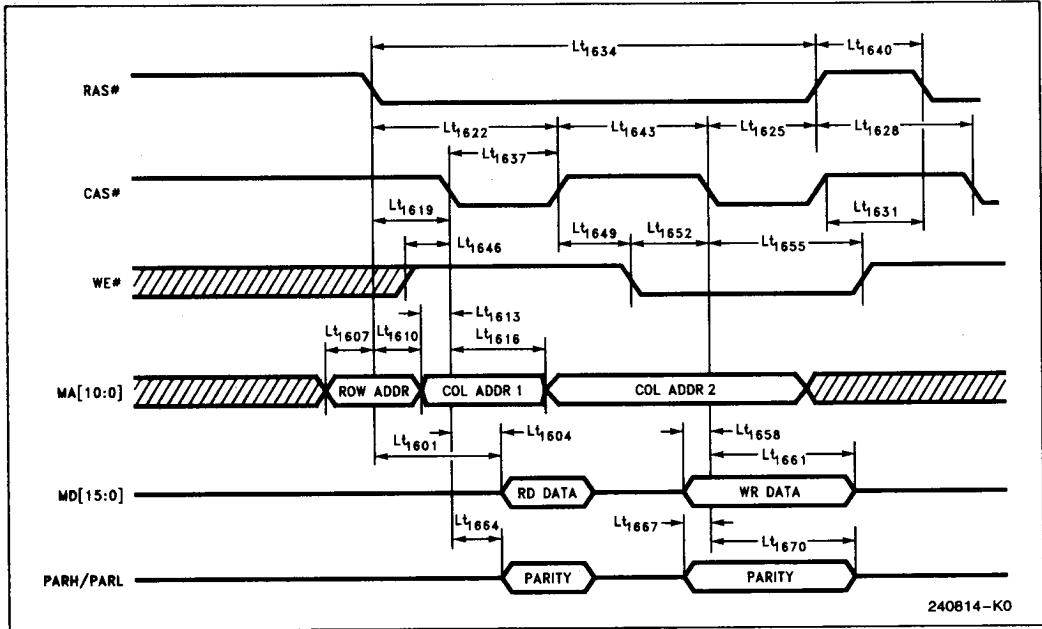 Lt1634
Lt1640
RAS#
Lt1622
Lt1643
Lt1625
Lt1628
Lt1637
CAS#
Lt1619
Lt1631
Lt1646
Lt1649
Lt1652
Lt1655
WE#
Lt1613
Lt1607
Lt1610
Lt1616
MA[10:0]
ROW ADDR
COL ADDR 1
COL ADDR 2
Lt1601
Lt1604
Lt1658
Lt1661
MD[15:0]
RD DATA
WR DATA
Lt1664
Lt1667
Lt1670
PARH/PARL
PARITY
PARITY
240814-K0